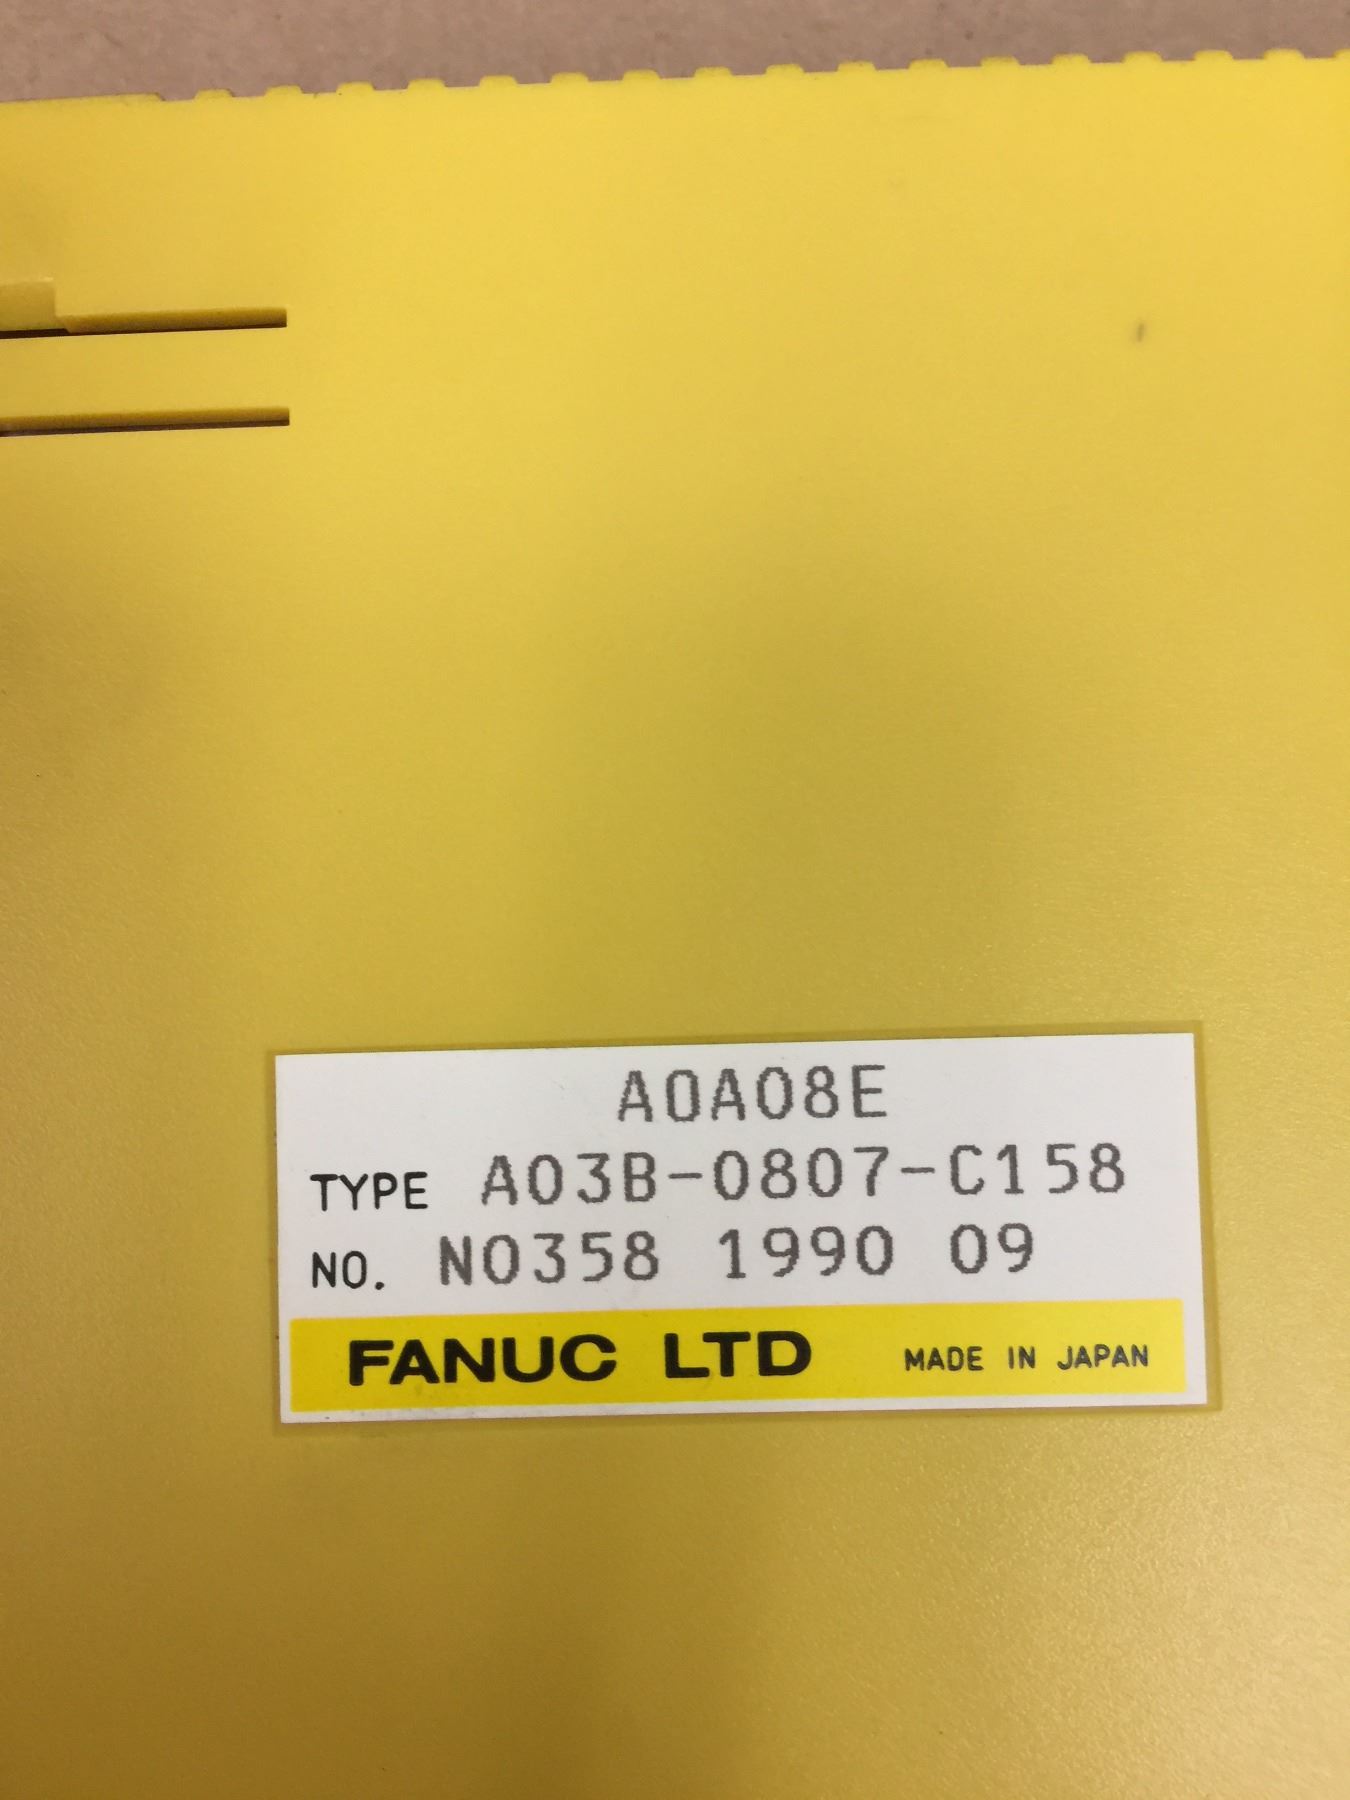 A0A08E
TYPE A03B-0807-C158
NO. N0358 1990 09
FANUC LTD MADE IN JAPAN